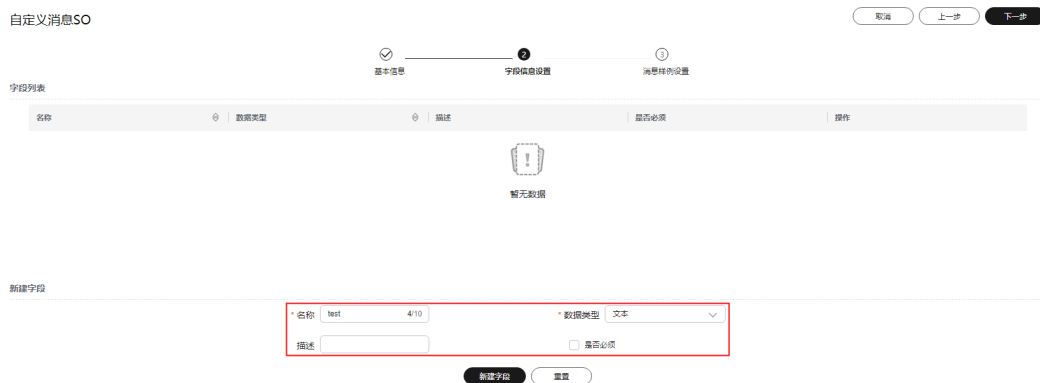 自定义消息SO
取消 上一步 下一步
2 3
基本信息 字段信息设置 消息样例设置
字段列表
名称 数据类型 描述 是否必须 操作
暂无数据
新建字段
* 名称 test 4/10 * 数据类型 文本
描述 是否必须
新建字段 重置